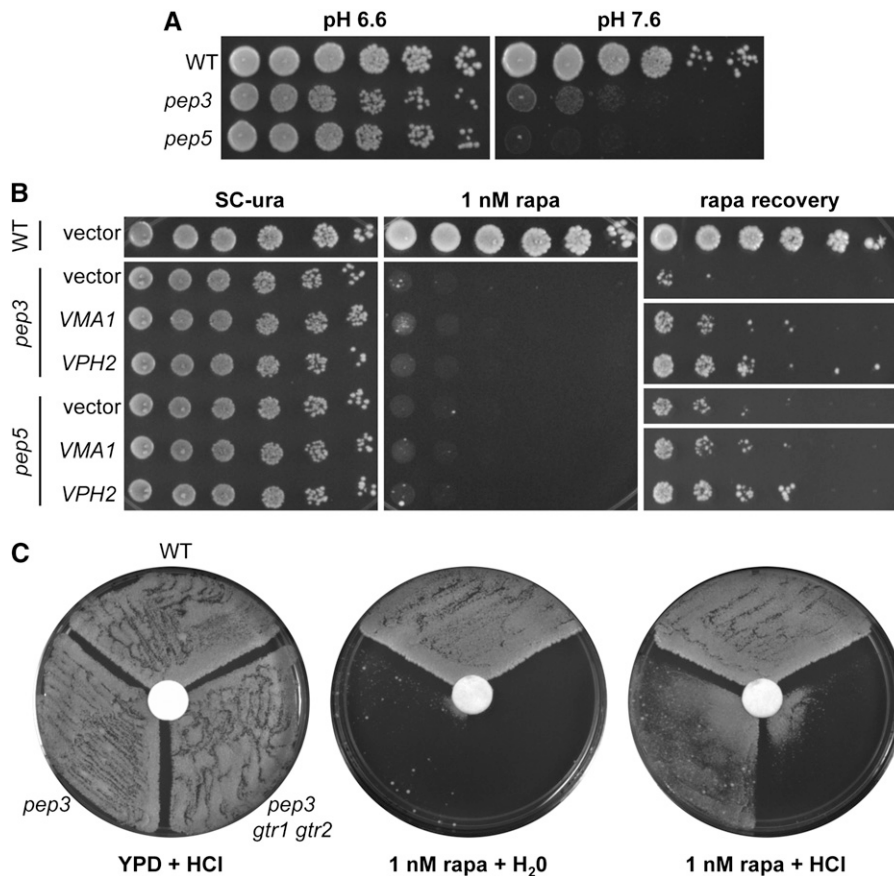 A
pH 6.6
pH 7.6
WT
pep3
pep5
B
SC-ura
1 nM rapa
rapa recovery
WT
vector
pep3
vector
VMA1
VPH2
pep5
vector
VMA1
VPH2
C
WT
pep3
pep3
gtr1 gtr2
YPD + HCl
1 nM rapa + H₂0
1 nM rapa + HCl